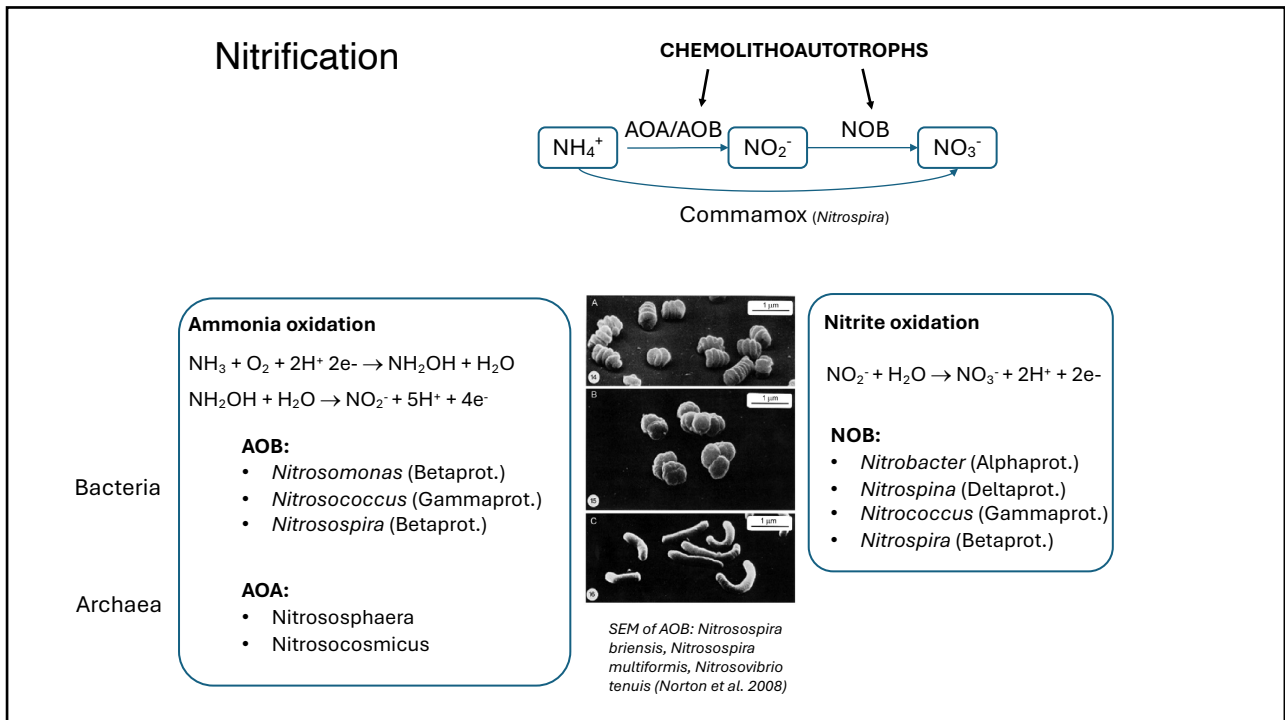 Nitrification
CHEMOLITHOAUTOTROPHS
NH₄⁺
AOA/AOB
NO₂⁻
NOB
NO₃⁻
Commamox (Nitrospira)
Ammonia oxidation
NH₃ + O₂ + 2H⁺ 2e- → NH₂OH + H₂O
NH₂OH + H₂O → NO₂⁻ + 5H⁺ + 4e⁻
Bacteria
AOB:
• Nitrosomonas (Betaprot.)
• Nitrosococcus (Gammaprot.)
• Nitrosospira (Betaprot.)
Archaea
AOA:
• Nitrososphaera
• Nitrosocosmicus
A
1 µm
14
B
1 µm
15
C
1 µm
16
SEM of AOB: Nitrosospira
briensis, Nitrosospira
multiformis, Nitrosovibrio
tenuis (Norton et al. 2008)
Nitrite oxidation
NO₂⁻ + H₂O → NO₃⁻ + 2H⁺ + 2e-
NOB:
• Nitrobacter (Alphaprot.)
• Nitrospina (Deltaprot.)
• Nitrococcus (Gammaprot.)
• Nitrospira (Betaprot.)